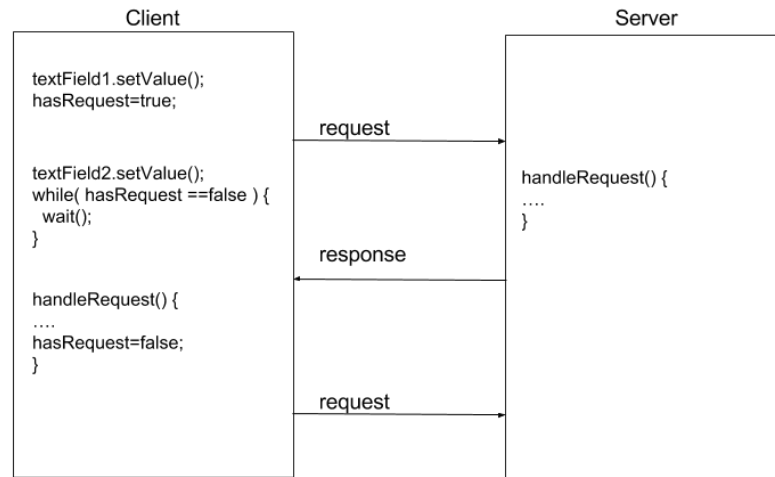 Client
Server
textField1.setValue();
hasRequest=true;
request
textField2.setValue();
while( hasRequest ==false ) {
wait();
}
handleRequest() {
....
}
response
handleRequest() {
....
hasRequest=false;
}
request